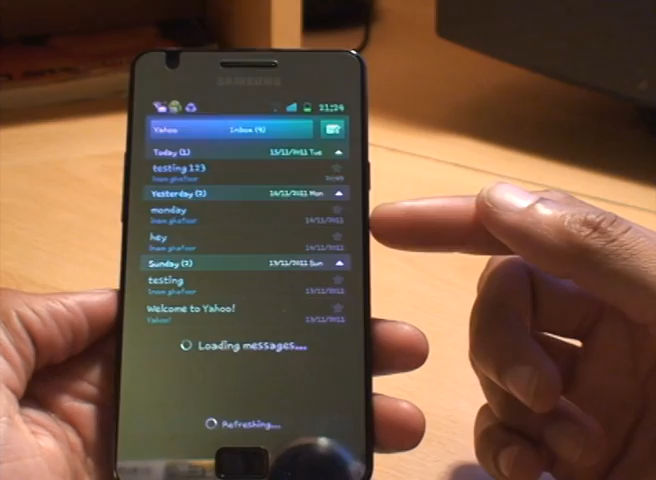 SAMSUNG
21:24
Yahoo Inbox (4)
Today (1) 15/11/2011 Tue
testing 123
Inam ghafoor
Yesterday (2) 14/11/2011 Mon
monday
Inam ghafoor 14/11/2011
hey
Inam ghafoor 14/11/2011
Sunday (2) 13/11/2011 Sun
testing
Inam ghafoor 13/11/2011
Welcome to Yahoo!
Yahoo! 13/11/2011
Loading messages...
Refreshing...